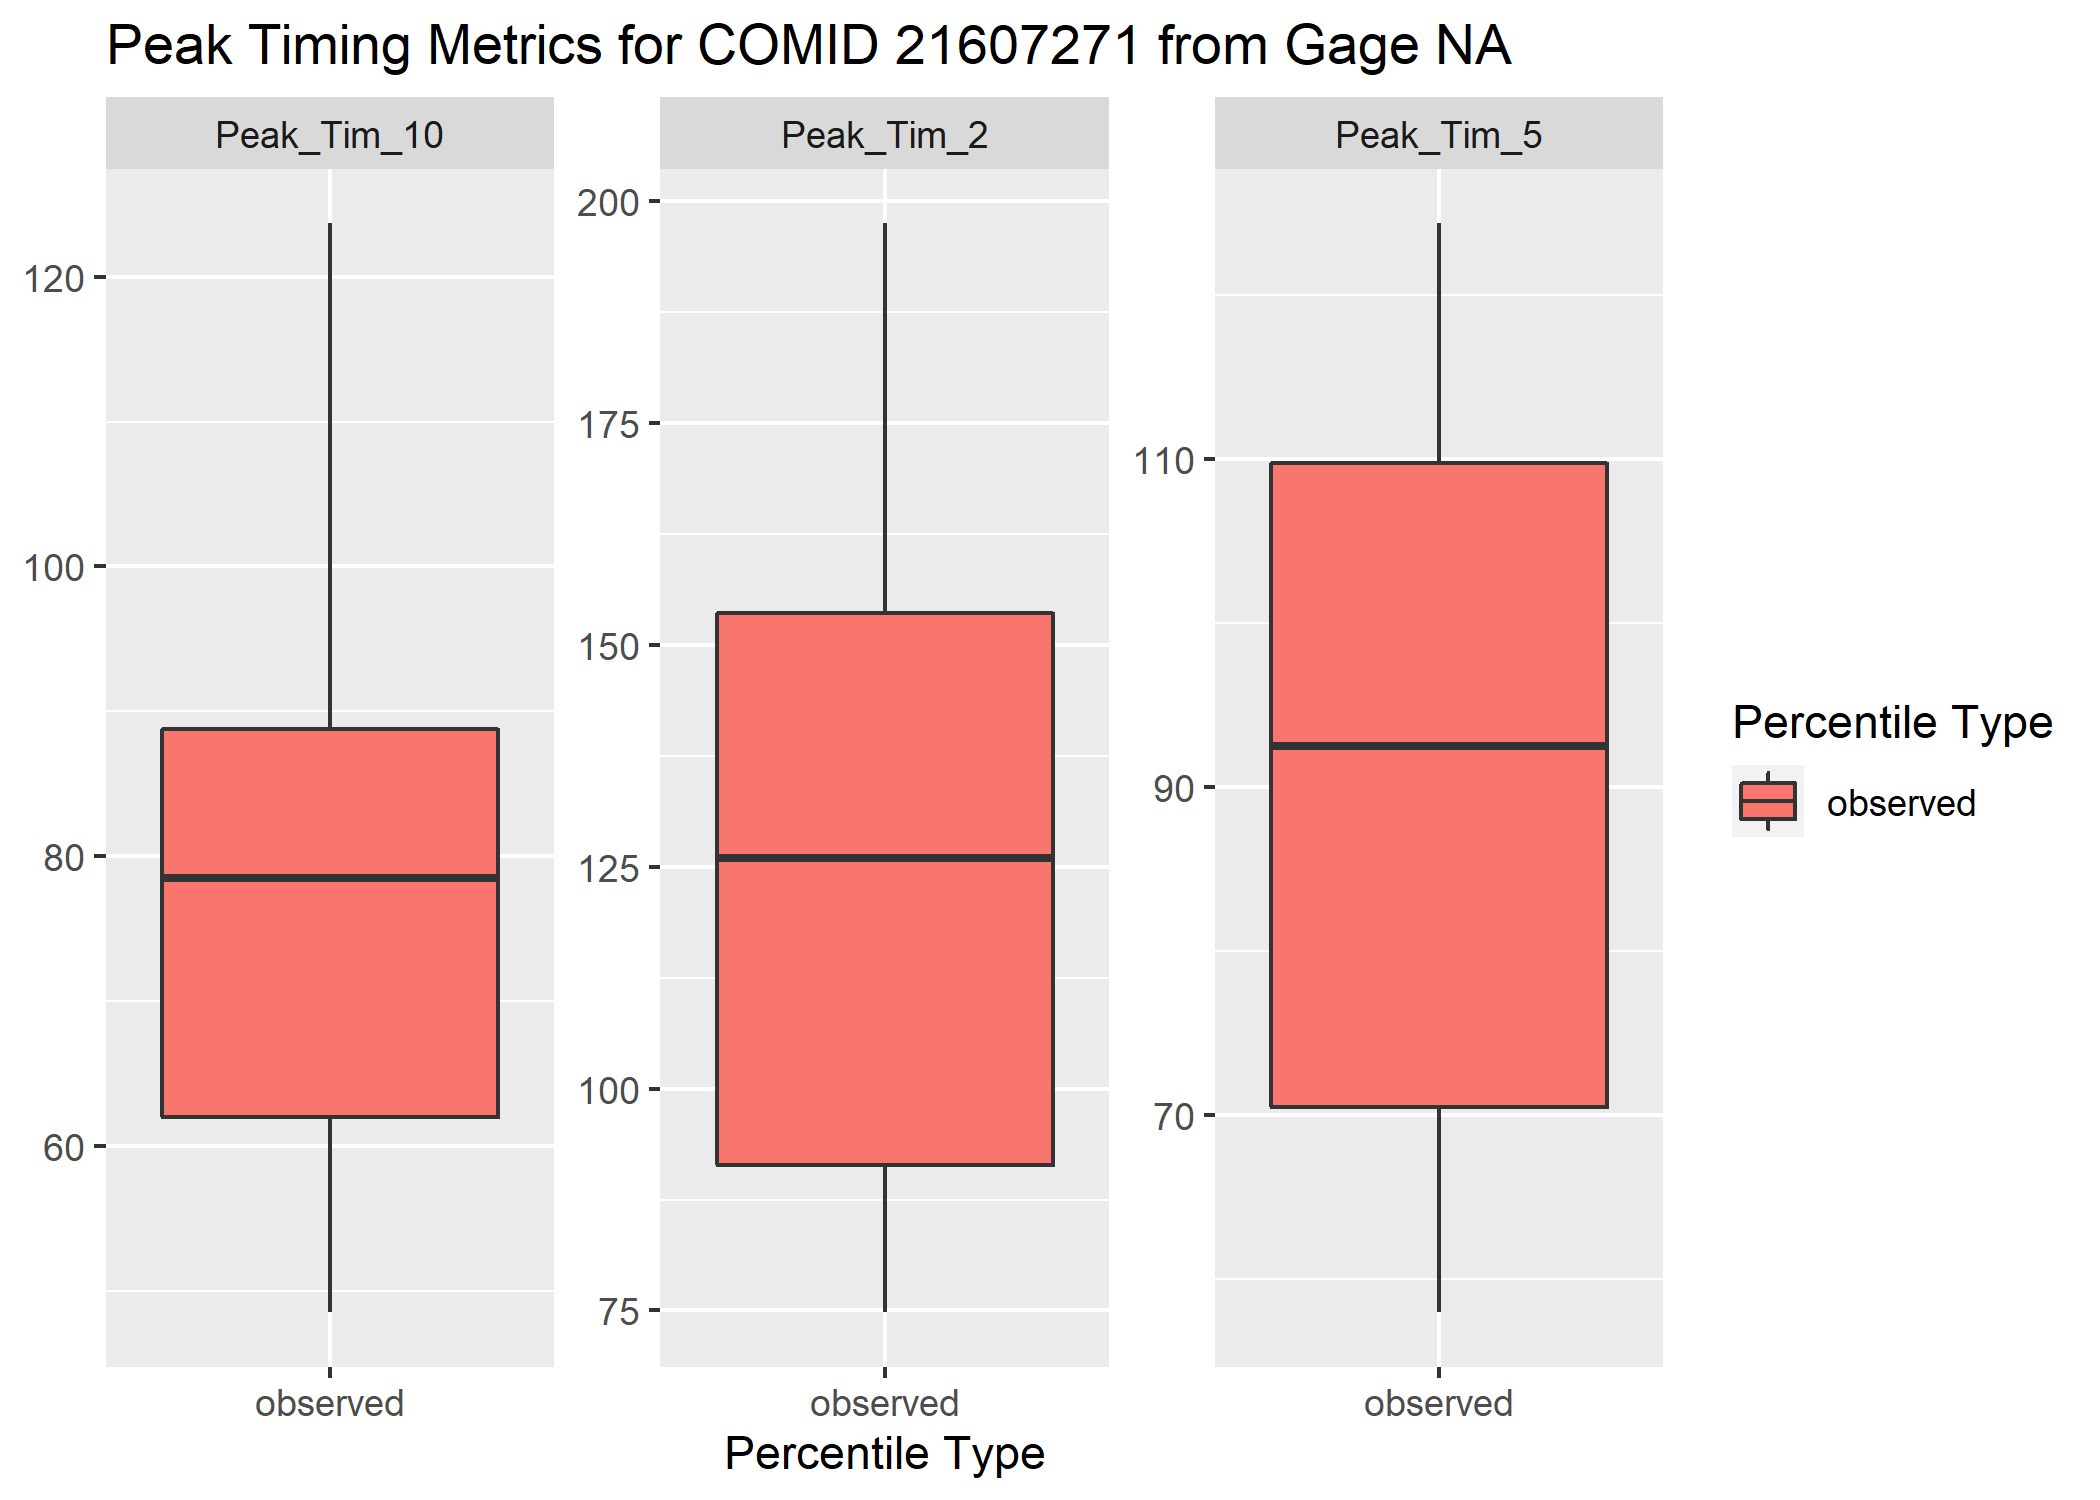 Peak Timing Metrics for COMID 21607271 from Gage NA
Peak_Tim_10
Peak_Tim_2
Peak_Tim_5
120
100
80
60
200
175
150
125
100
75
110
90
70
observed
observed
observed
Percentile Type
Percentile Type
observed